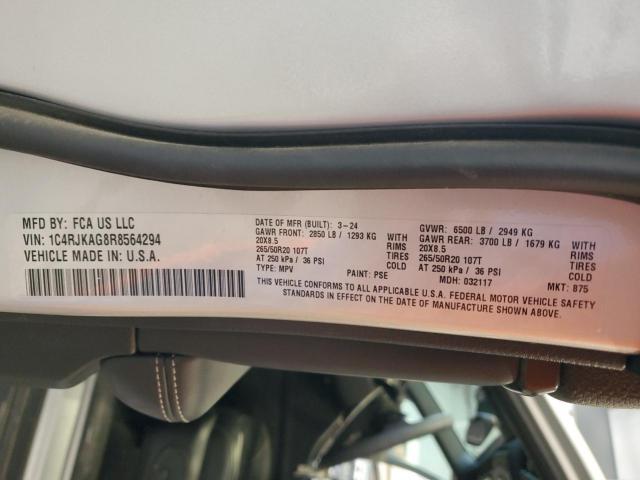 MFD BY: FCA US LLC
VIN: 1C4RJKAG8R8564294
VEHICLE MADE IN: U.S.A.
DATE OF MFR (BUILT): 3-24
GAWR FRONT: 2850 LB / 1293 KG WITH
20X8.5 RIMS
265/50R20 107T TIRES
AT 250 kPa / 36 PSI COLD
TYPE: MPV PAINT: PSE
GVWR: 6500 LB / 2949 KG
GAWR REAR: 3700 LB / 1679 KG WITH
20X8.5 RIMS
265/50R20 107T TIRES
AT 250 kPa / 36 PSI COLD
MDH: 032117 MKT: B75
THIS VEHICLE CONFORMS TO ALL APPLICABLE U.S.A. FEDERAL MOTOR VEHICLE SAFETY
STANDARDS IN EFFECT ON THE DATE OF MANUFACTURE SHOWN ABOVE.